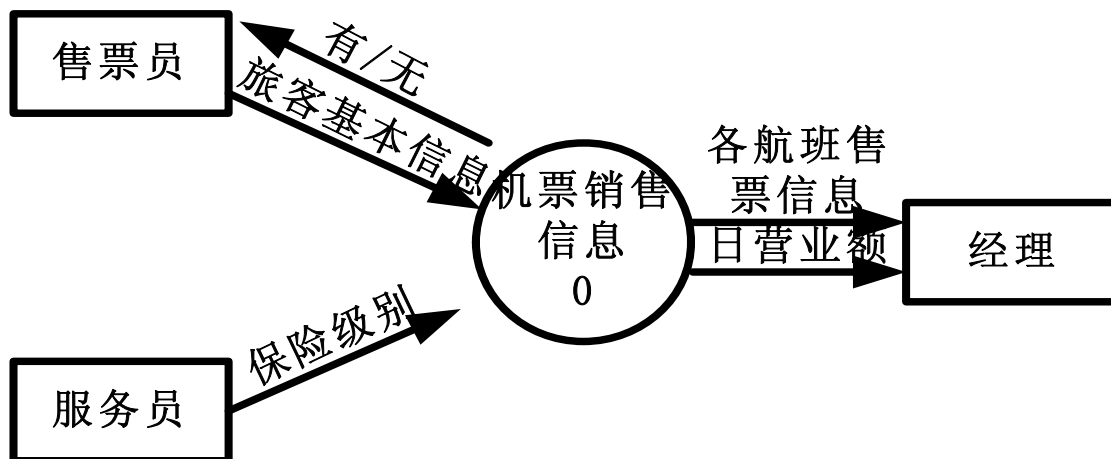 售票员
有/无
旅客基本信息
机票销售
信息
0
各航班售
票信息
日营业额
经理
保险级别
服务员